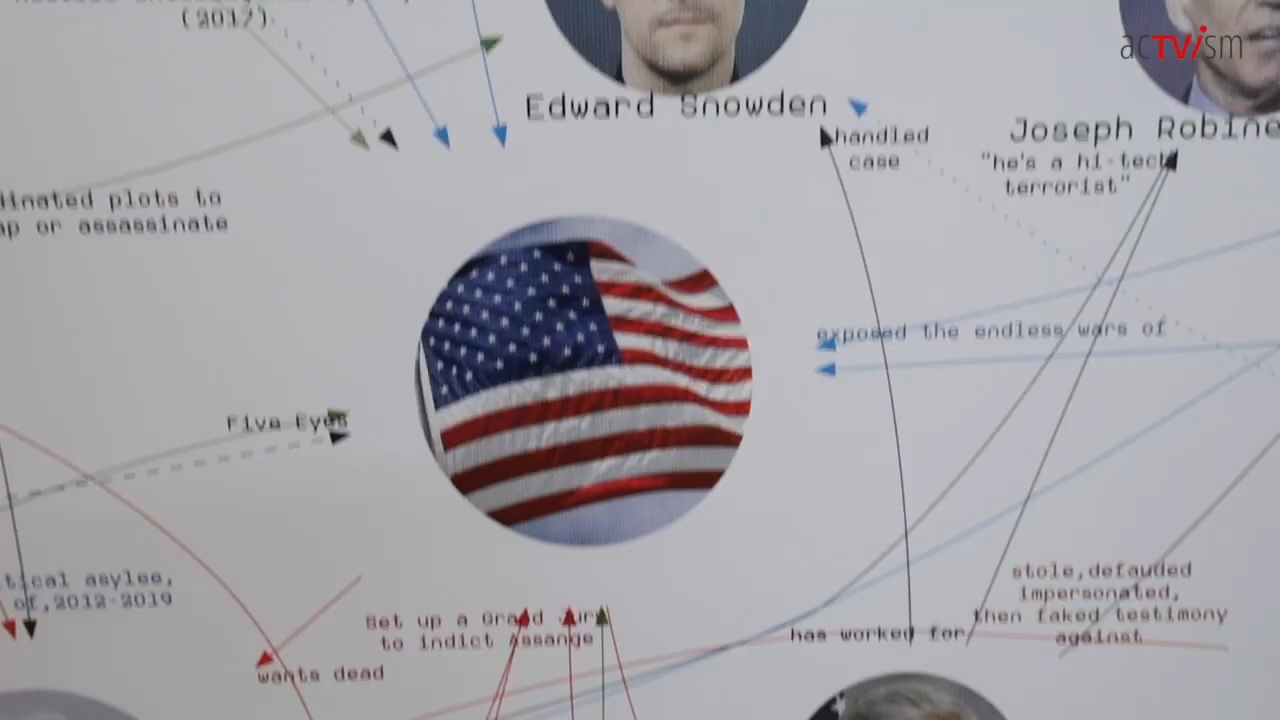 (2017)
acTVism
Edward Snowden
handled
case
Joseph Robine
"he's a hi-tech
terrorist"
dinated plots to
ap or assassinate
exposed the endless wars of
Five Eyes
tical asylee,
of,2012-2019
Set up a Grand Jury
to indict Assange
wants dead
has worked for
stole,defauded
impersonated,
then faked testimony
against